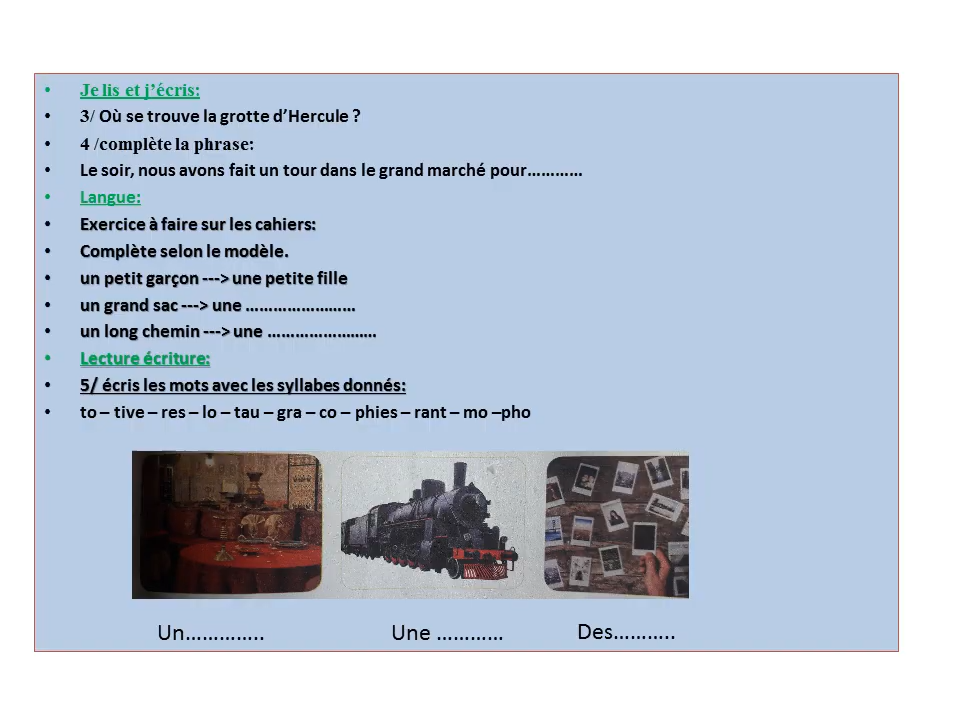 • Je lis et j’écris:
• 3/ Où se trouve la grotte d’Hercule ?
• 4 /complète la phrase:
• Le soir, nous avons fait un tour dans le grand marché pour…………
• Langue:
• Exercice à faire sur les cahiers:
• Complète selon le modèle.
• un petit garçon ---> une petite fille
• un grand sac ---> une ……………………
• un long chemin ---> une ……………………
• Lecture écriture:
• 5/ écris les mots avec les syllabes donnés:
• to – tive – res – lo – tau – gra – co – phies – rant – mo –pho
Un…………..
Une …………
Des………..